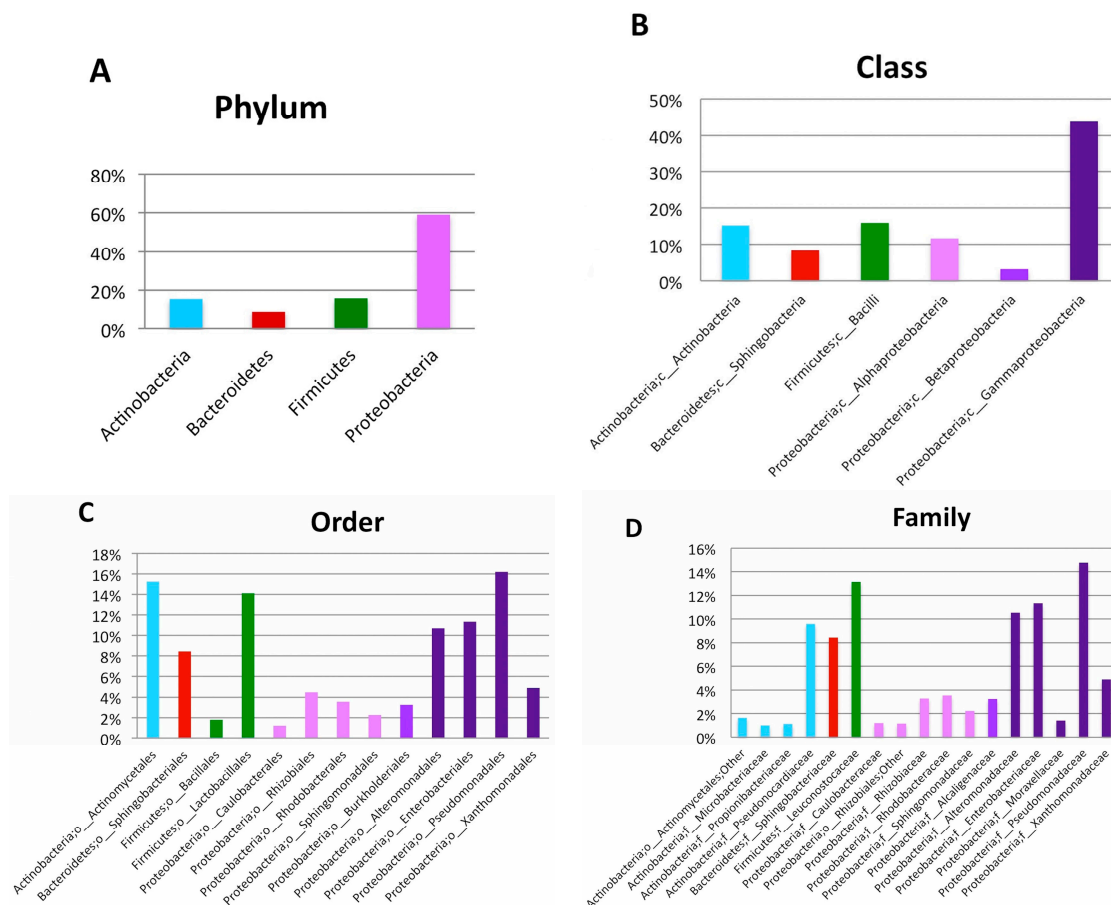 A
Phylum
80%
60%
40%
20%
0%
Actinobacteria
Bacteroidetes
Firmicutes
Proteobacteria
B
Class
50%
40%
30%
20%
10%
0%
Actinobacteria;c__Actinobacteria
Bacteroidetes;c__Sphingobacteria
Firmicutes;c__Bacilli
Proteobacteria;c__Alphaproteobacteria
Proteobacteria;c__Betaproteobacteria
Proteobacteria;c__Gammaproteobacteria
C
Order
18%
16%
14%
12%
10%
8%
6%
4%
2%
0%
Actinobacteria;o__Actinomycetales
Bacteroidetes;o__Sphingobacteriales
Firmicutes;o__Bacillales
Firmicutes;o__Lactobacillales
Proteobacteria;o__Caulobacterales
Proteobacteria;o__Rhizobiales
Proteobacteria;o__Rhodobacterales
Proteobacteria;o__Sphingomonadales
Proteobacteria;o__Burkholderiales
Proteobacteria;o__Alteromonadales
Proteobacteria;o__Enterobacteriales
Proteobacteria;o__Pseudomonadales
Proteobacteria;o__Xanthomonadales
D
Family
16%
14%
12%
10%
8%
6%
4%
2%
0%
Actinobacteria;o__Actinomycetales;Other
Actinobacteria;f__Microbacteriaceae
Actinobacteria;f__Propionibacteriaceae
Actinobacteria;f__Pseudonocardiaceae
Bacteroidetes;f__Sphingobacteriaceae
Firmicutes;f__Leuconostocaceae
Proteobacteria;f__Caulobacteraceae
Proteobacteria;o__Rhizobiales;Other
Proteobacteria;f__Rhizobiaceae
Proteobacteria;f__Rhodobacteraceae
Proteobacteria;f__Sphingomonadaceae
Proteobacteria;f__Alcaligenaceae
Proteobacteria;f__Alteromonadaceae
Proteobacteria;f__Enterobacteriaceae
Proteobacteria;f__Moraxellaceae
Proteobacteria;f__Pseudomonadaceae
Proteobacteria;f__Xanthomonadaceae